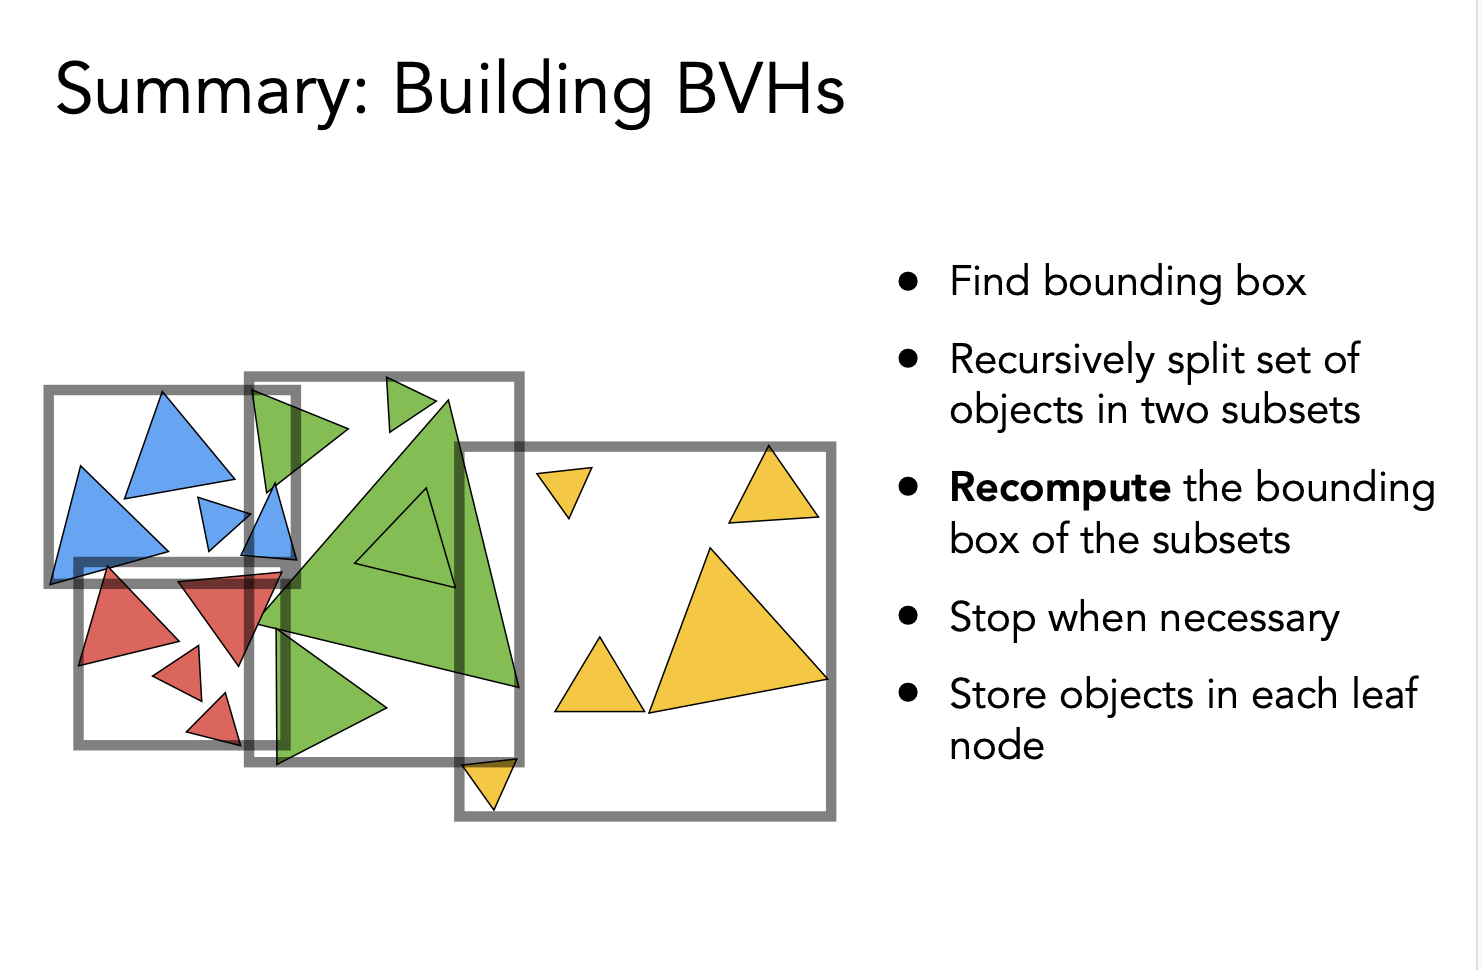 Summary: Building BVHs
● Find bounding box
● Recursively split set of
objects in two subsets
● Recompute the bounding
box of the subsets
● Stop when necessary
● Store objects in each leaf
node